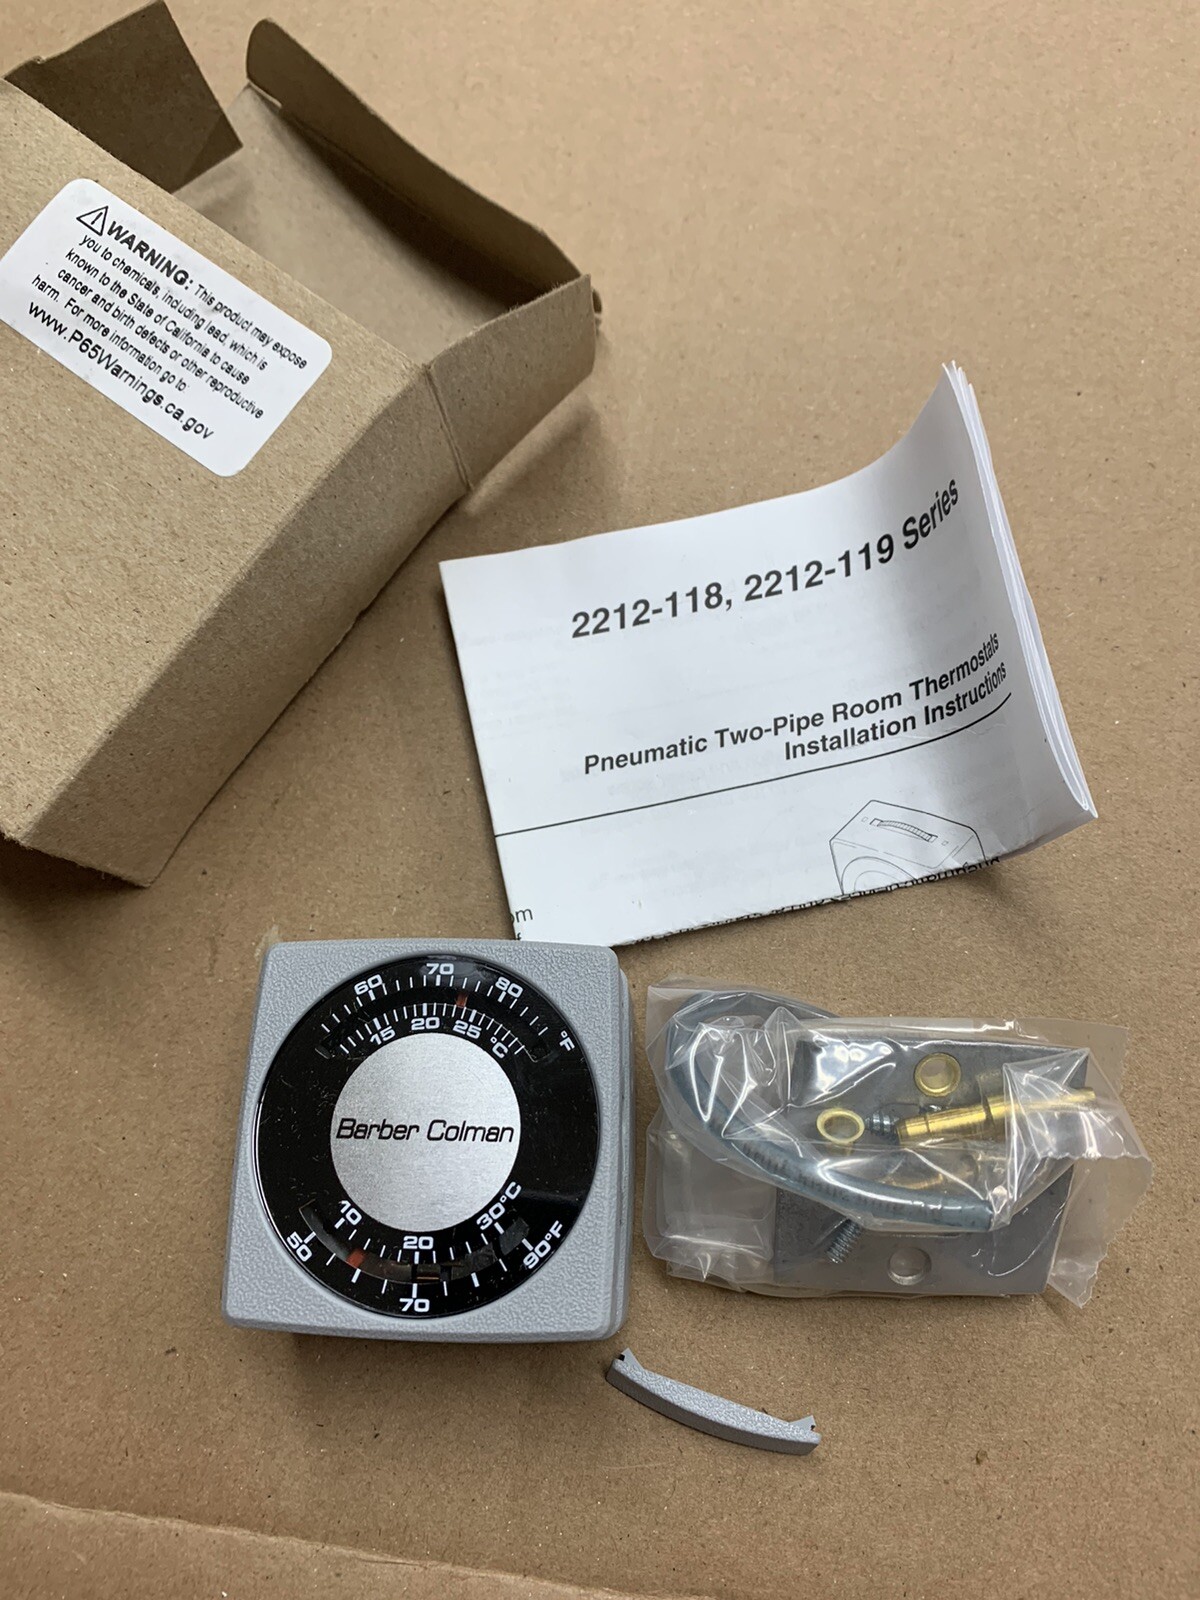 ⚠WARNING: This product may expose
you to chemicals, including lead, which is
known to the State of California to cause
cancer and birth defects or other reproductive
harm. For more information go to:
www.P65Warnings.ca.gov
2212-118, 2212-119 Series
Pneumatic Two-Pipe Room Thermostats
Installation Instructions
om
60 70 80 °F
15 20 25 °C
Barber Colman
10 20 30°C
50 70 90°F